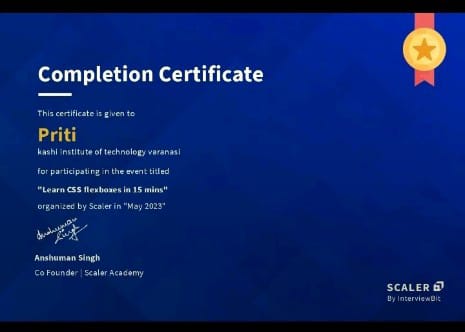 Completion Certificate
This certificate is given to
Priti
kashi institute of technology varanasi
for participating in the event titled
"Learn CSS flexboxes in 15 mins"
organized by Scaler in "May 2023"
Anshuman
Singh
Anshuman Singh
Co Founder | Scaler Academy
SCALER
By InterviewBit